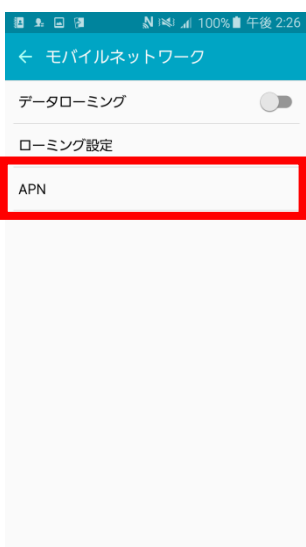 100% 午後 2:26
← モバイルネットワーク
データローミング
ローミング設定
APN